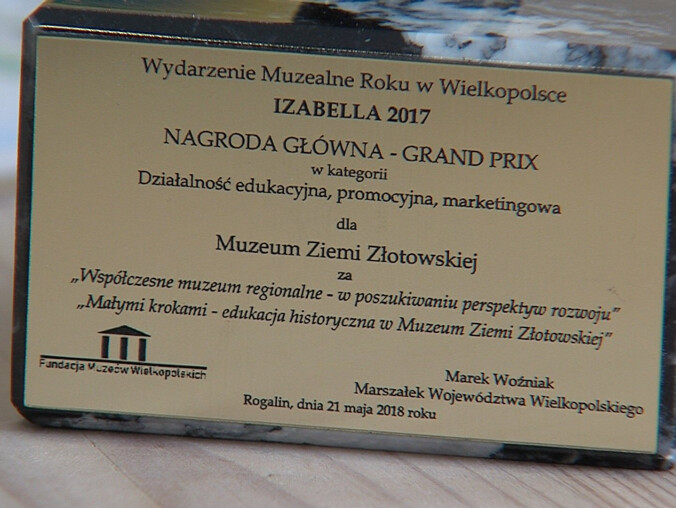 Wydarzenie Muzealne Roku w Wielkopolsce
IZABELLA 2017
NAGRODA GŁÓWNA - GRAND PRIX
w kategorii
Działalność edukacyjna, promocyjna, marketingowa
dla
Muzeum Ziemi Złotowskiej
za
„Współczesne muzeum regionalne - w poszukiwaniu perspektyw rozwoju”
„Małymi krokami - edukacja historyczna w Muzeum Ziemi Złotowskiej”
Fundacja Muzeów Wielkopolskich
Marek Woźniak
Marszałek Województwa Wielkopolskiego
Rogalin, dnia 21 maja 2018 roku